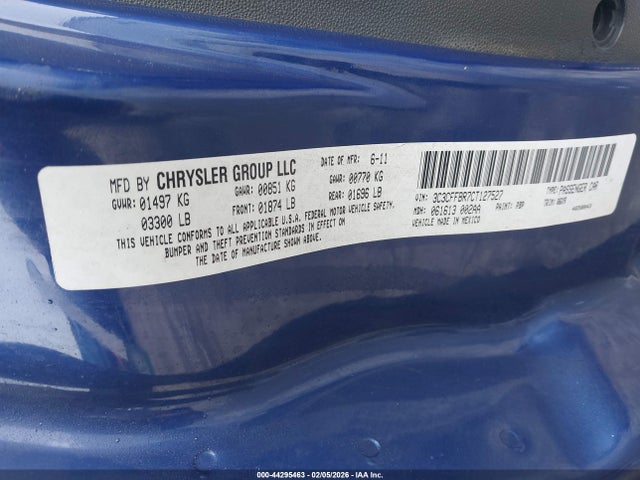 MFD BY CHRYSLER GROUP LLC
DATE OF MFR: 6-11
GVWR: 01497 KG
03300 LB
GAWR: 00851 KG
FRONT: 01874 LB
GAWR: 00770 KG
REAR: 01696 LB
THIS VEHICLE CONFORMS TO ALL APPLICABLE U.S.A. FEDERAL MOTOR VEHICLE SAFETY,
BUMPER AND THEFT PREVENTION STANDARDS IN EFFECT ON
THE DATE OF MANUFACTURE SHOWN ABOVE.
VIN: 3C3CFFBR7CT127527
TYPE: PASSENGER CAR
MDH: 061613 002AA
PAINT: PBP
TRIM:
VEHICLE MADE IN MEXICO
000-44295463 - 02/05/2026 - IAA Inc.